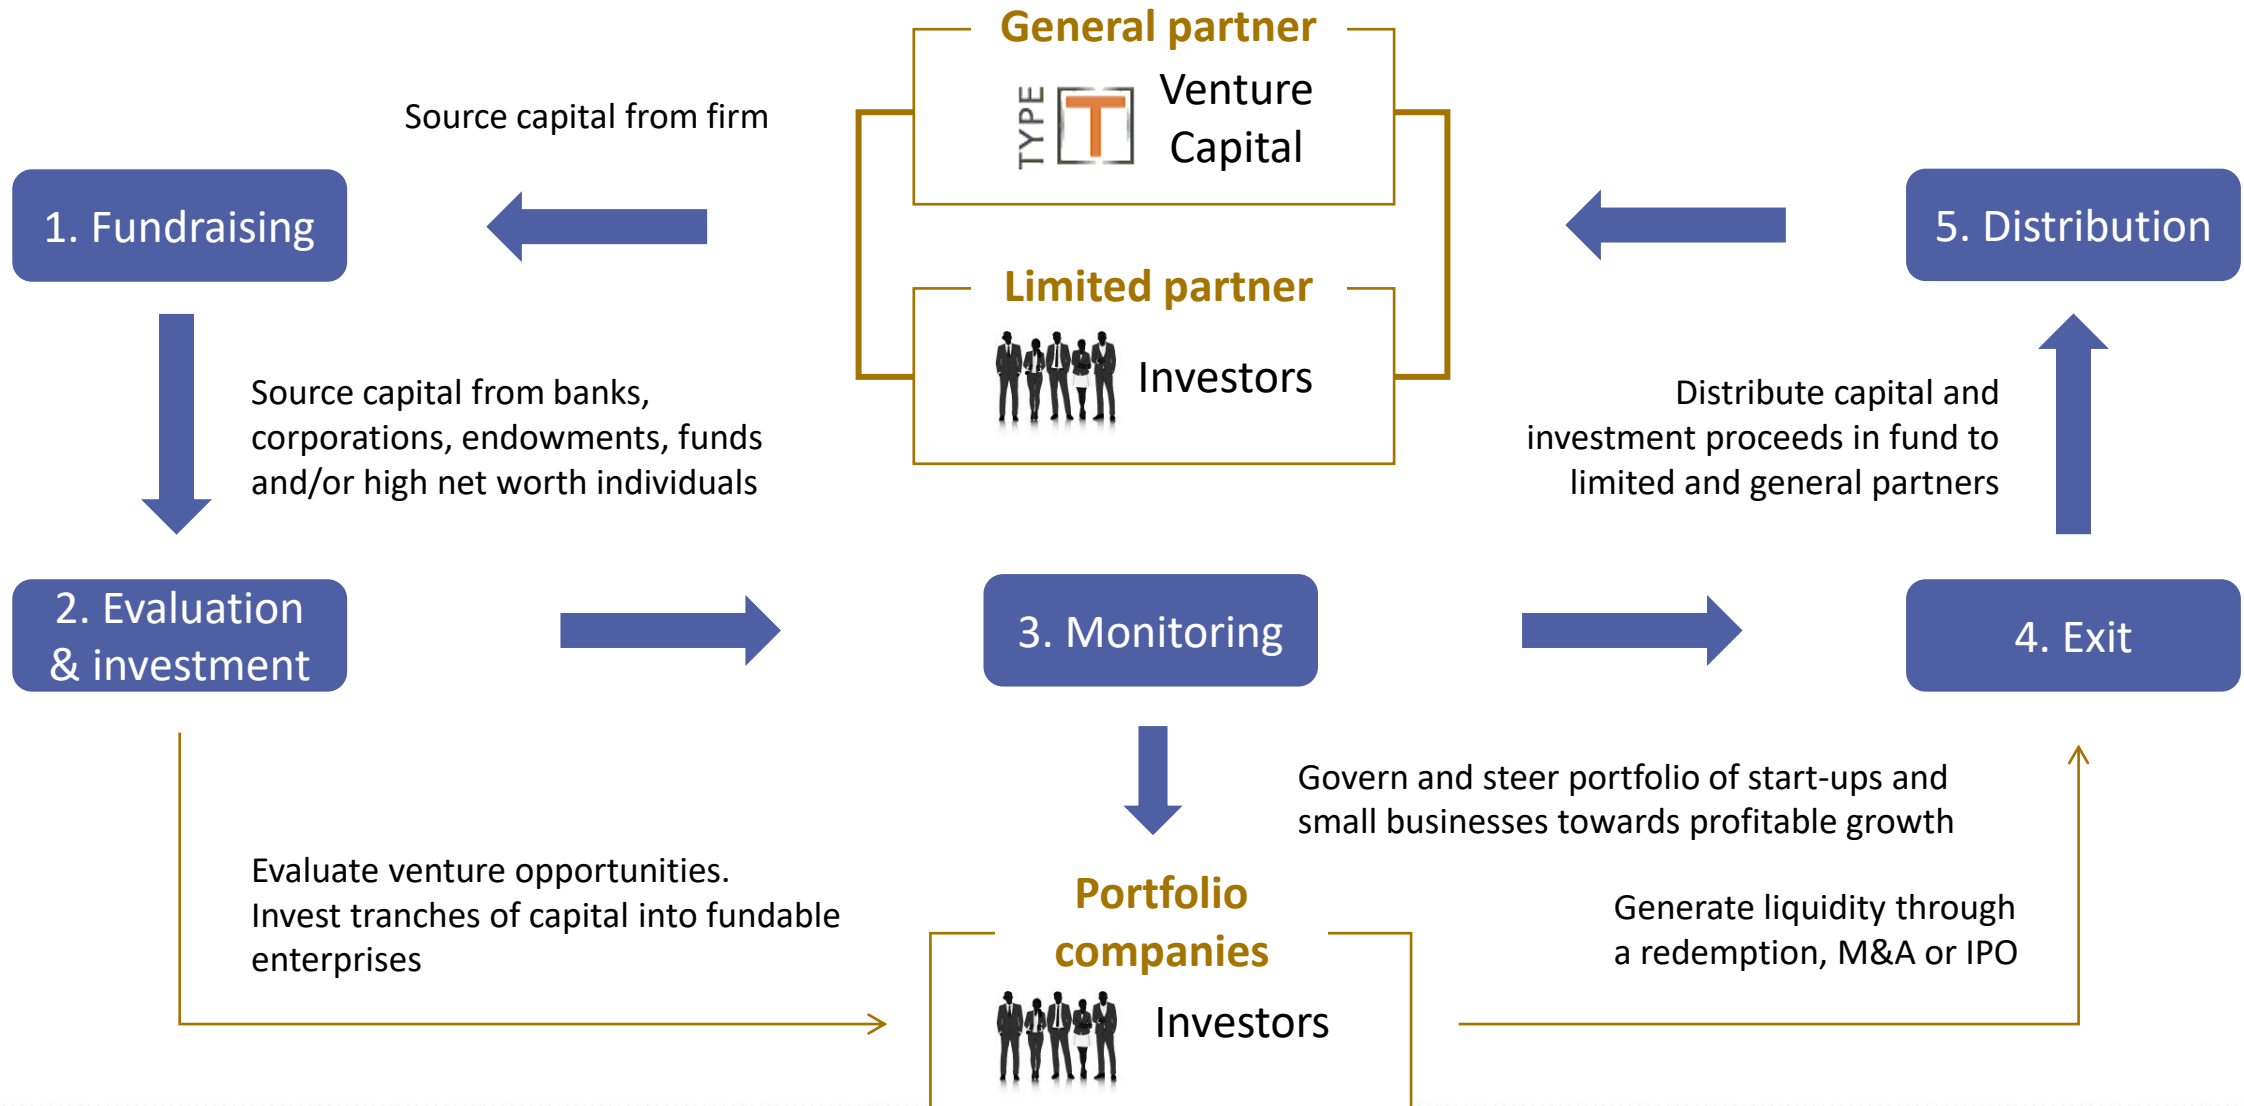 General partner
TYPE T
Venture
Capital
Source capital from firm
1. Fundraising
5. Distribution
Limited partner
Investors
Source capital from banks,
corporations, endowments, funds
and/or high net worth individuals
Distribute capital and
investment proceeds in fund to
limited and general partners
2. Evaluation
& investment
3. Monitoring
4. Exit
Govern and steer portfolio of start-ups and
small businesses towards profitable growth
Evaluate venture opportunities.
Invest tranches of capital into fundable
enterprises
Portfolio
companies
Investors
Generate liquidity through
a redemption, M&A or IPO